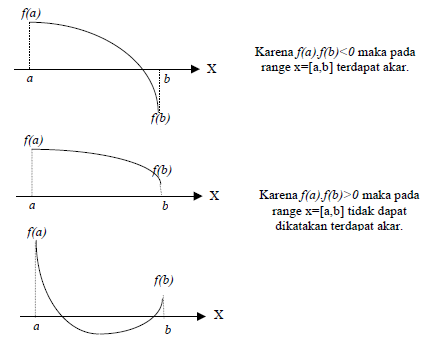 f(a)
X
a
b
f(b)
Karena f(a).f(b)<0 maka pada
range x=[a,b] terdapat akar.
f(a)
f(b)
X
a
b
Karena f(a).f(b)>0 maka pada
range x=[a,b] tidak dapat
dikatakan terdapat akar.
f(a)
f(b)
X
a
b